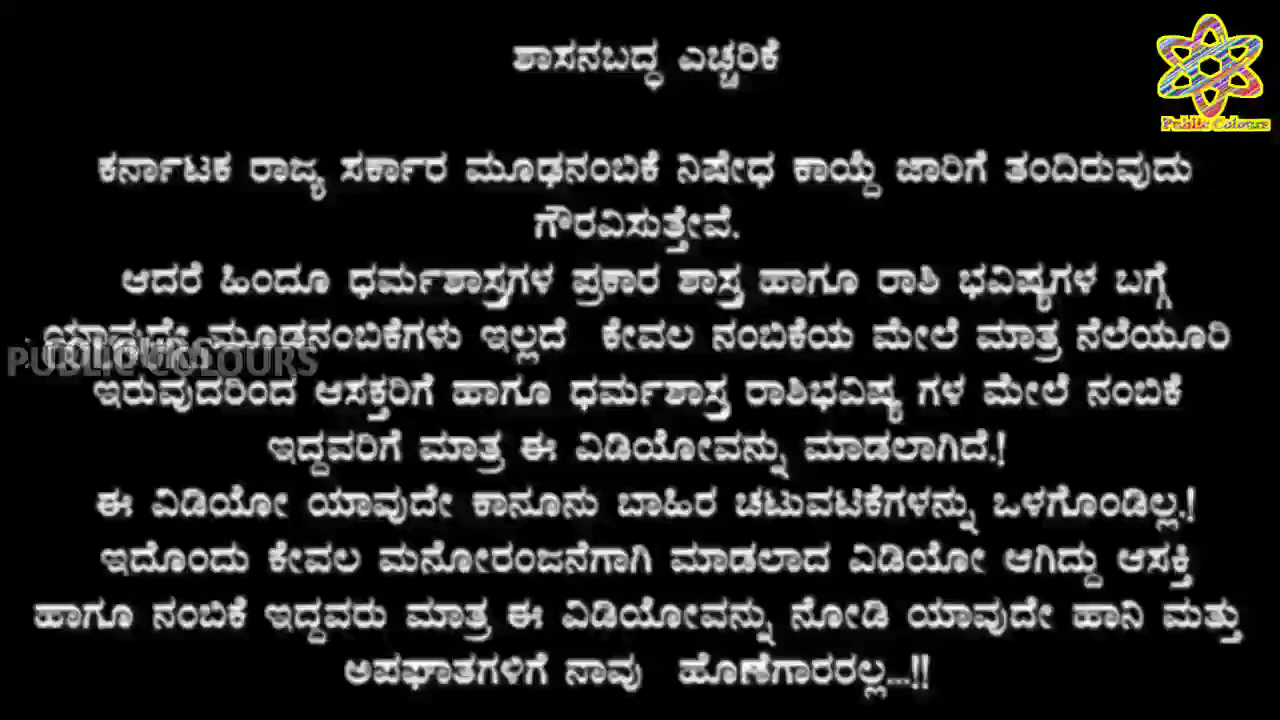 ಶಾಸನಬದ್ಧ ಎಚ್ಚರಿಕೆ
Public Colours
ಕರ್ನಾಟಕ ರಾಜ್ಯ ಸರ್ಕಾರ ಮೂಢನಂಬಿಕೆ ನಿಷೇಧ ಕಾಯ್ದೆ ಜಾರಿಗೆ ತಂದಿರುವುದು
ಗೌರವಿಸುತ್ತೇವೆ.
ಆದರೆ ಹಿಂದೂ ಧರ್ಮಶಾಸ್ತ್ರಗಳ ಪ್ರಕಾರ ಶಾಸ್ತ್ರ ಹಾಗೂ ರಾಶಿ ಭವಿಷ್ಯಗಳ ಬಗ್ಗೆ
ಯಾವುದೇ ಮೂಢನಂಬಿಕೆಗಳು ಇಲ್ಲದೆ ಕೇವಲ ನಂಬಿಕೆಯ ಮೇಲೆ ಮಾತ್ರ ನೆಲೆಯೂರಿ
PUBLIC COLOURS
ಇರುವುದರಿಂದ ಆಸಕ್ತರಿಗೆ ಹಾಗೂ ಧರ್ಮಶಾಸ್ತ್ರ ರಾಶಿಭವಿಷ್ಯ ಗಳ ಮೇಲೆ ನಂಬಿಕೆ
ಇದ್ದವರಿಗೆ ಮಾತ್ರ ಈ ವಿಡಿಯೋವನ್ನು ಮಾಡಲಾಗಿದೆ.!
ಈ ವಿಡಿಯೋ ಯಾವುದೇ ಕಾನೂನು ಬಾಹಿರ ಚಟುವಟಿಕೆಗಳನ್ನು ಒಳಗೊಂಡಿಲ್ಲ.!
ಇದೊಂದು ಕೇವಲ ಮನೋರಂಜನೆಗಾಗಿ ಮಾಡಲಾದ ವಿಡಿಯೋ ಆಗಿದ್ದು ಆಸಕ್ತಿ
ಹಾಗೂ ನಂಬಿಕೆ ಇದ್ದವರು ಮಾತ್ರ ಈ ವಿಡಿಯೋವನ್ನು ನೋಡಿ ಯಾವುದೇ ಹಾನಿ ಮತ್ತು
ಅಪಘಾತಗಳಿಗೆ ನಾವು ಹೊಣೆಗಾರರಲ್ಲ...!!